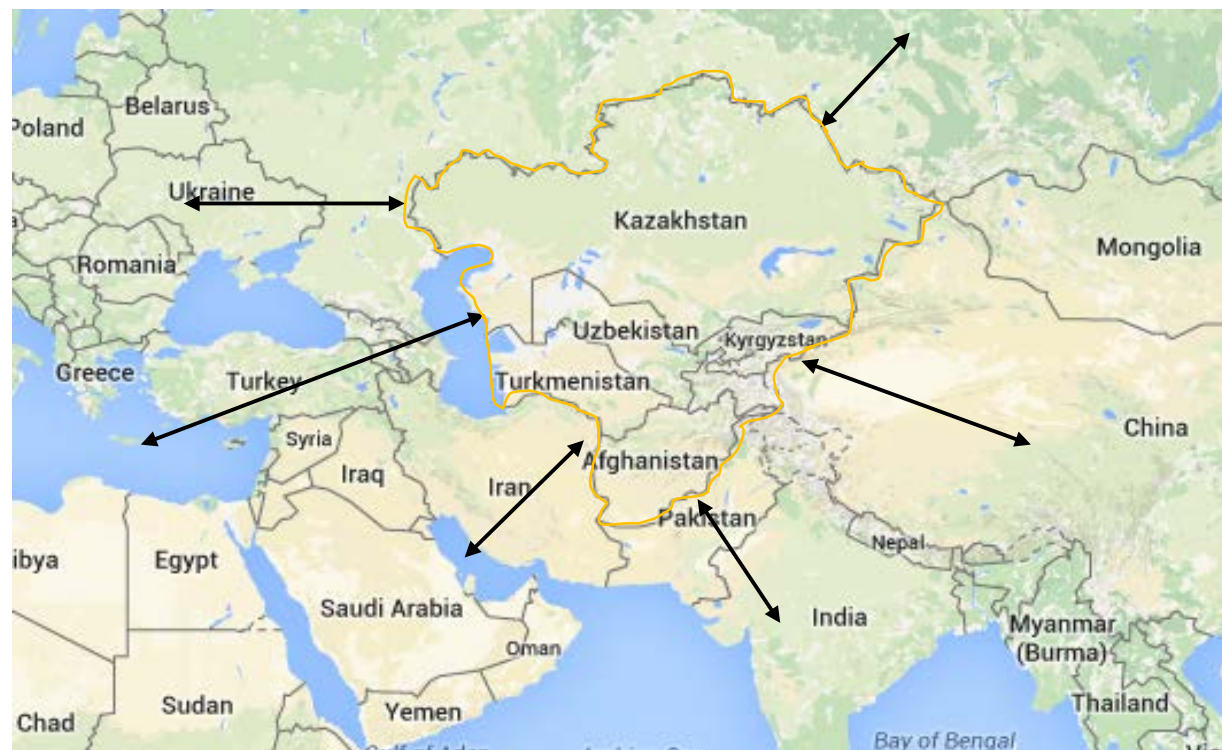 Belarus
Poland
Ukraine
Kazakhstan
Mongolia
Romania
Uzbekistan
Kyrgyzstan
Greece
Turkey
Turkmenistan
China
Syria
Iraq
Afghanistan
Iran
Pakistan
Nepal
ibya
Egypt
Saudi Arabia
India
Myanmar
(Burma)
Oman
Sudan
Yemen
Thailand
Chad
Bay of Bengal